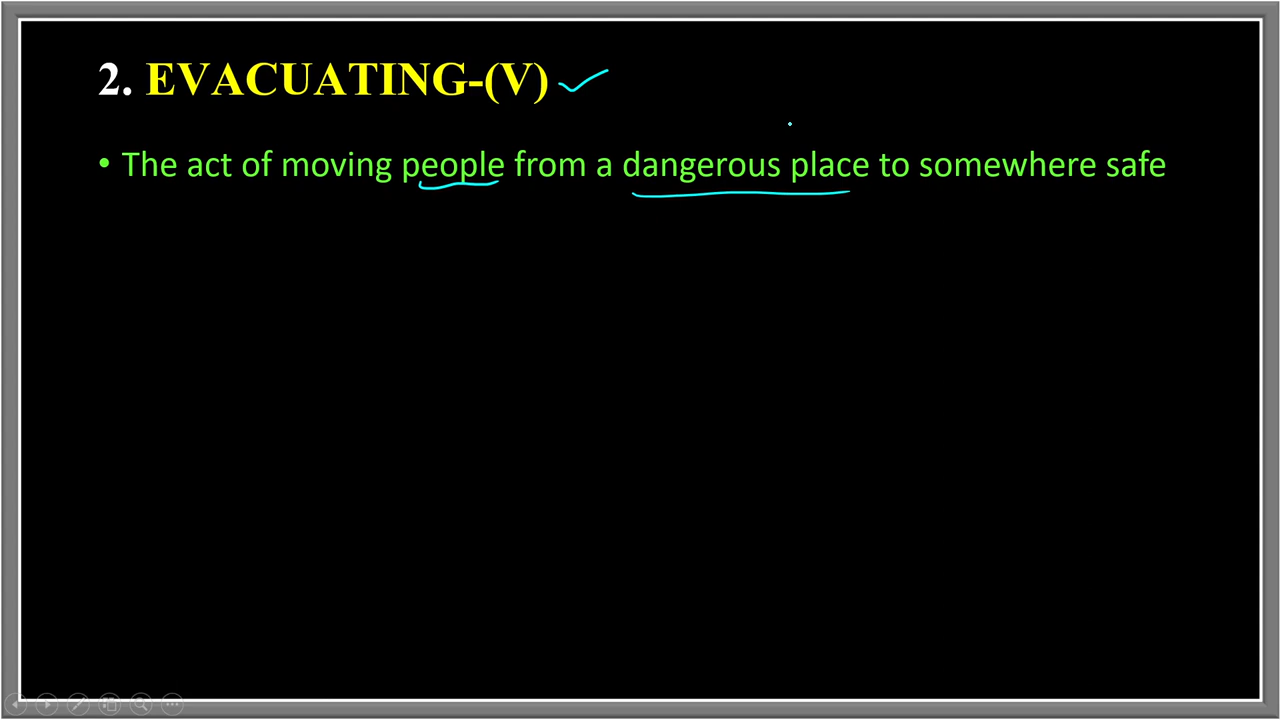 2. EVACUATING-(V)
• The act of moving people from a dangerous place to somewhere safe